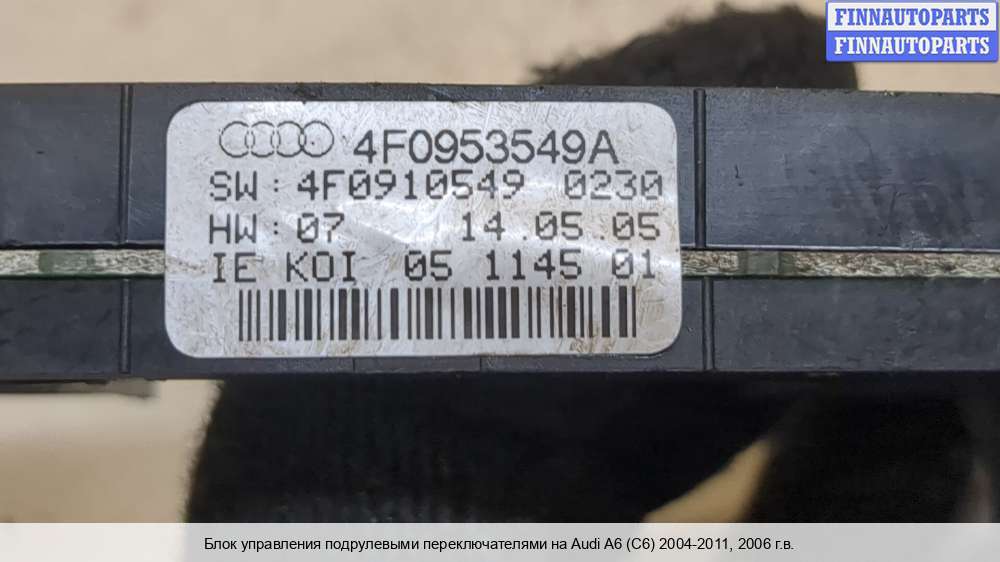 FINNAUTOPARTS
FINNAUTOPARTS
4F0953549A
SW: 4F0910549 0230
HW: 07 14.05.05
IE KOI 05 1145 01
Блок управления подрулевыми переключателями на Audi A6 (C6) 2004-2011, 2006 г.в.